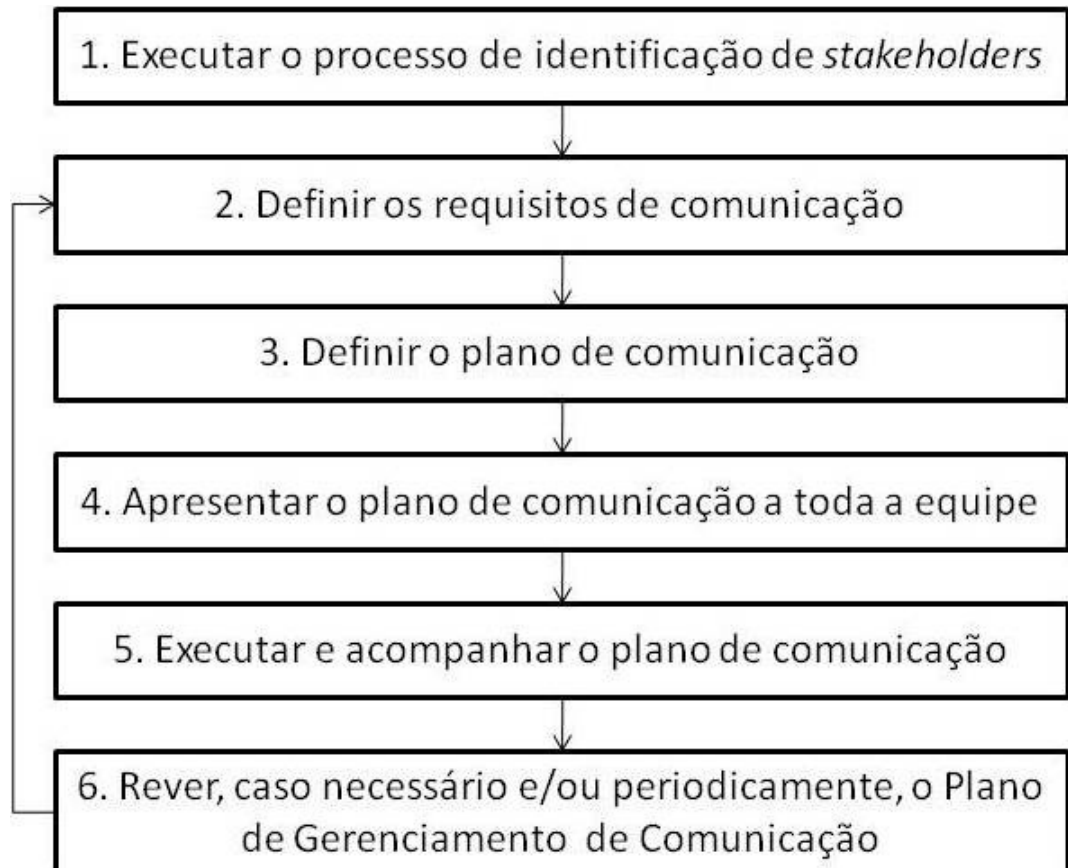 1. Executar o processo de identificação de stakeholders
2. Definir os requisitos de comunicação
3. Definir o plano de comunicação
4. Apresentar o plano de comunicação a toda a equipe
5. Executar e acompanhar o plano de comunicação
6. Rever, caso necessário e/ou periodicamente, o Plano
de Gerenciamento de Comunicação